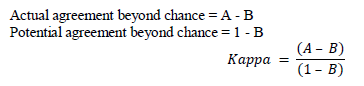 Actual agreement beyond chance = A - B
Potential agreement beyond chance = 1 - B
Kappa = (A – B) / (1 – B)